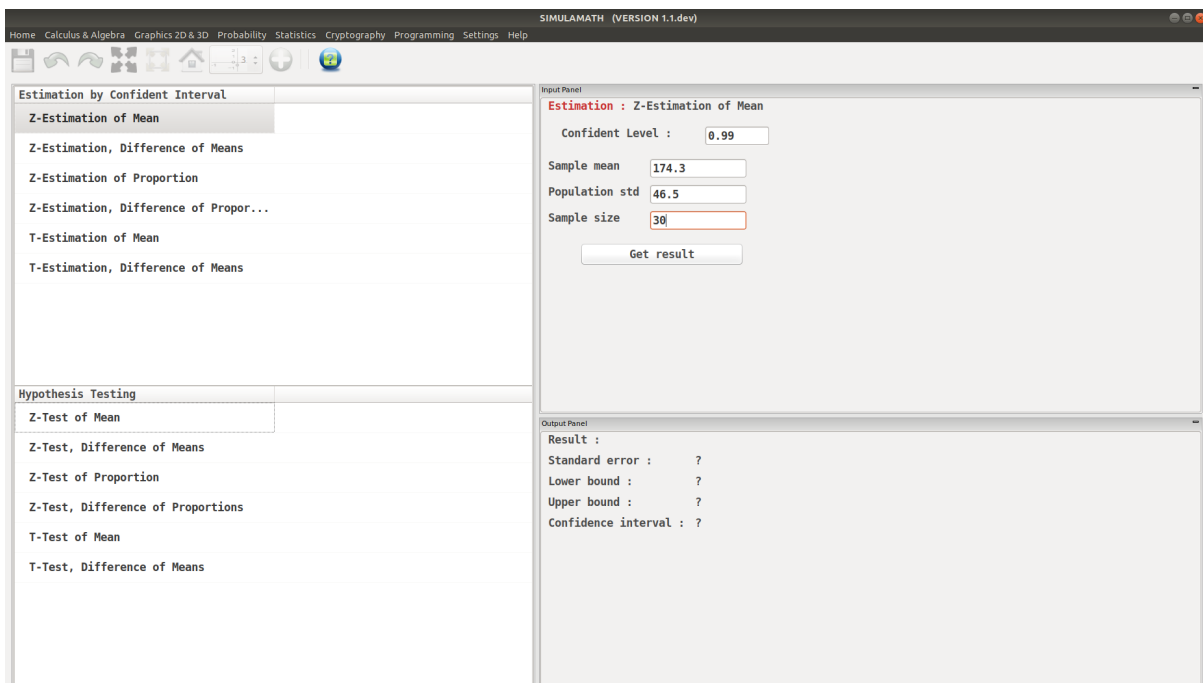 SIMULAMATH (VERSION 1.1.dev)
Home Calculus & Algebra Graphics 2D & 3D Probability Statistics Cryptography Programming Settings Help
3
Estimation by Confident Interval
Z-Estimation of Mean
Z-Estimation, Difference of Means
Z-Estimation of Proportion
Z-Estimation, Difference of Propor...
T-Estimation of Mean
T-Estimation, Difference of Means
Hypothesis Testing
Z-Test of Mean
Z-Test, Difference of Means
Z-Test of Proportion
Z-Test, Difference of Proportions
T-Test of Mean
T-Test, Difference of Means
Input Panel
Estimation : Z-Estimation of Mean
Confident Level : 0.99
Sample mean 174.3
Population std 46.5
Sample size 30
Get result
Output Panel
Result :
Standard error : ?
Lower bound : ?
Upper bound : ?
Confidence interval : ?